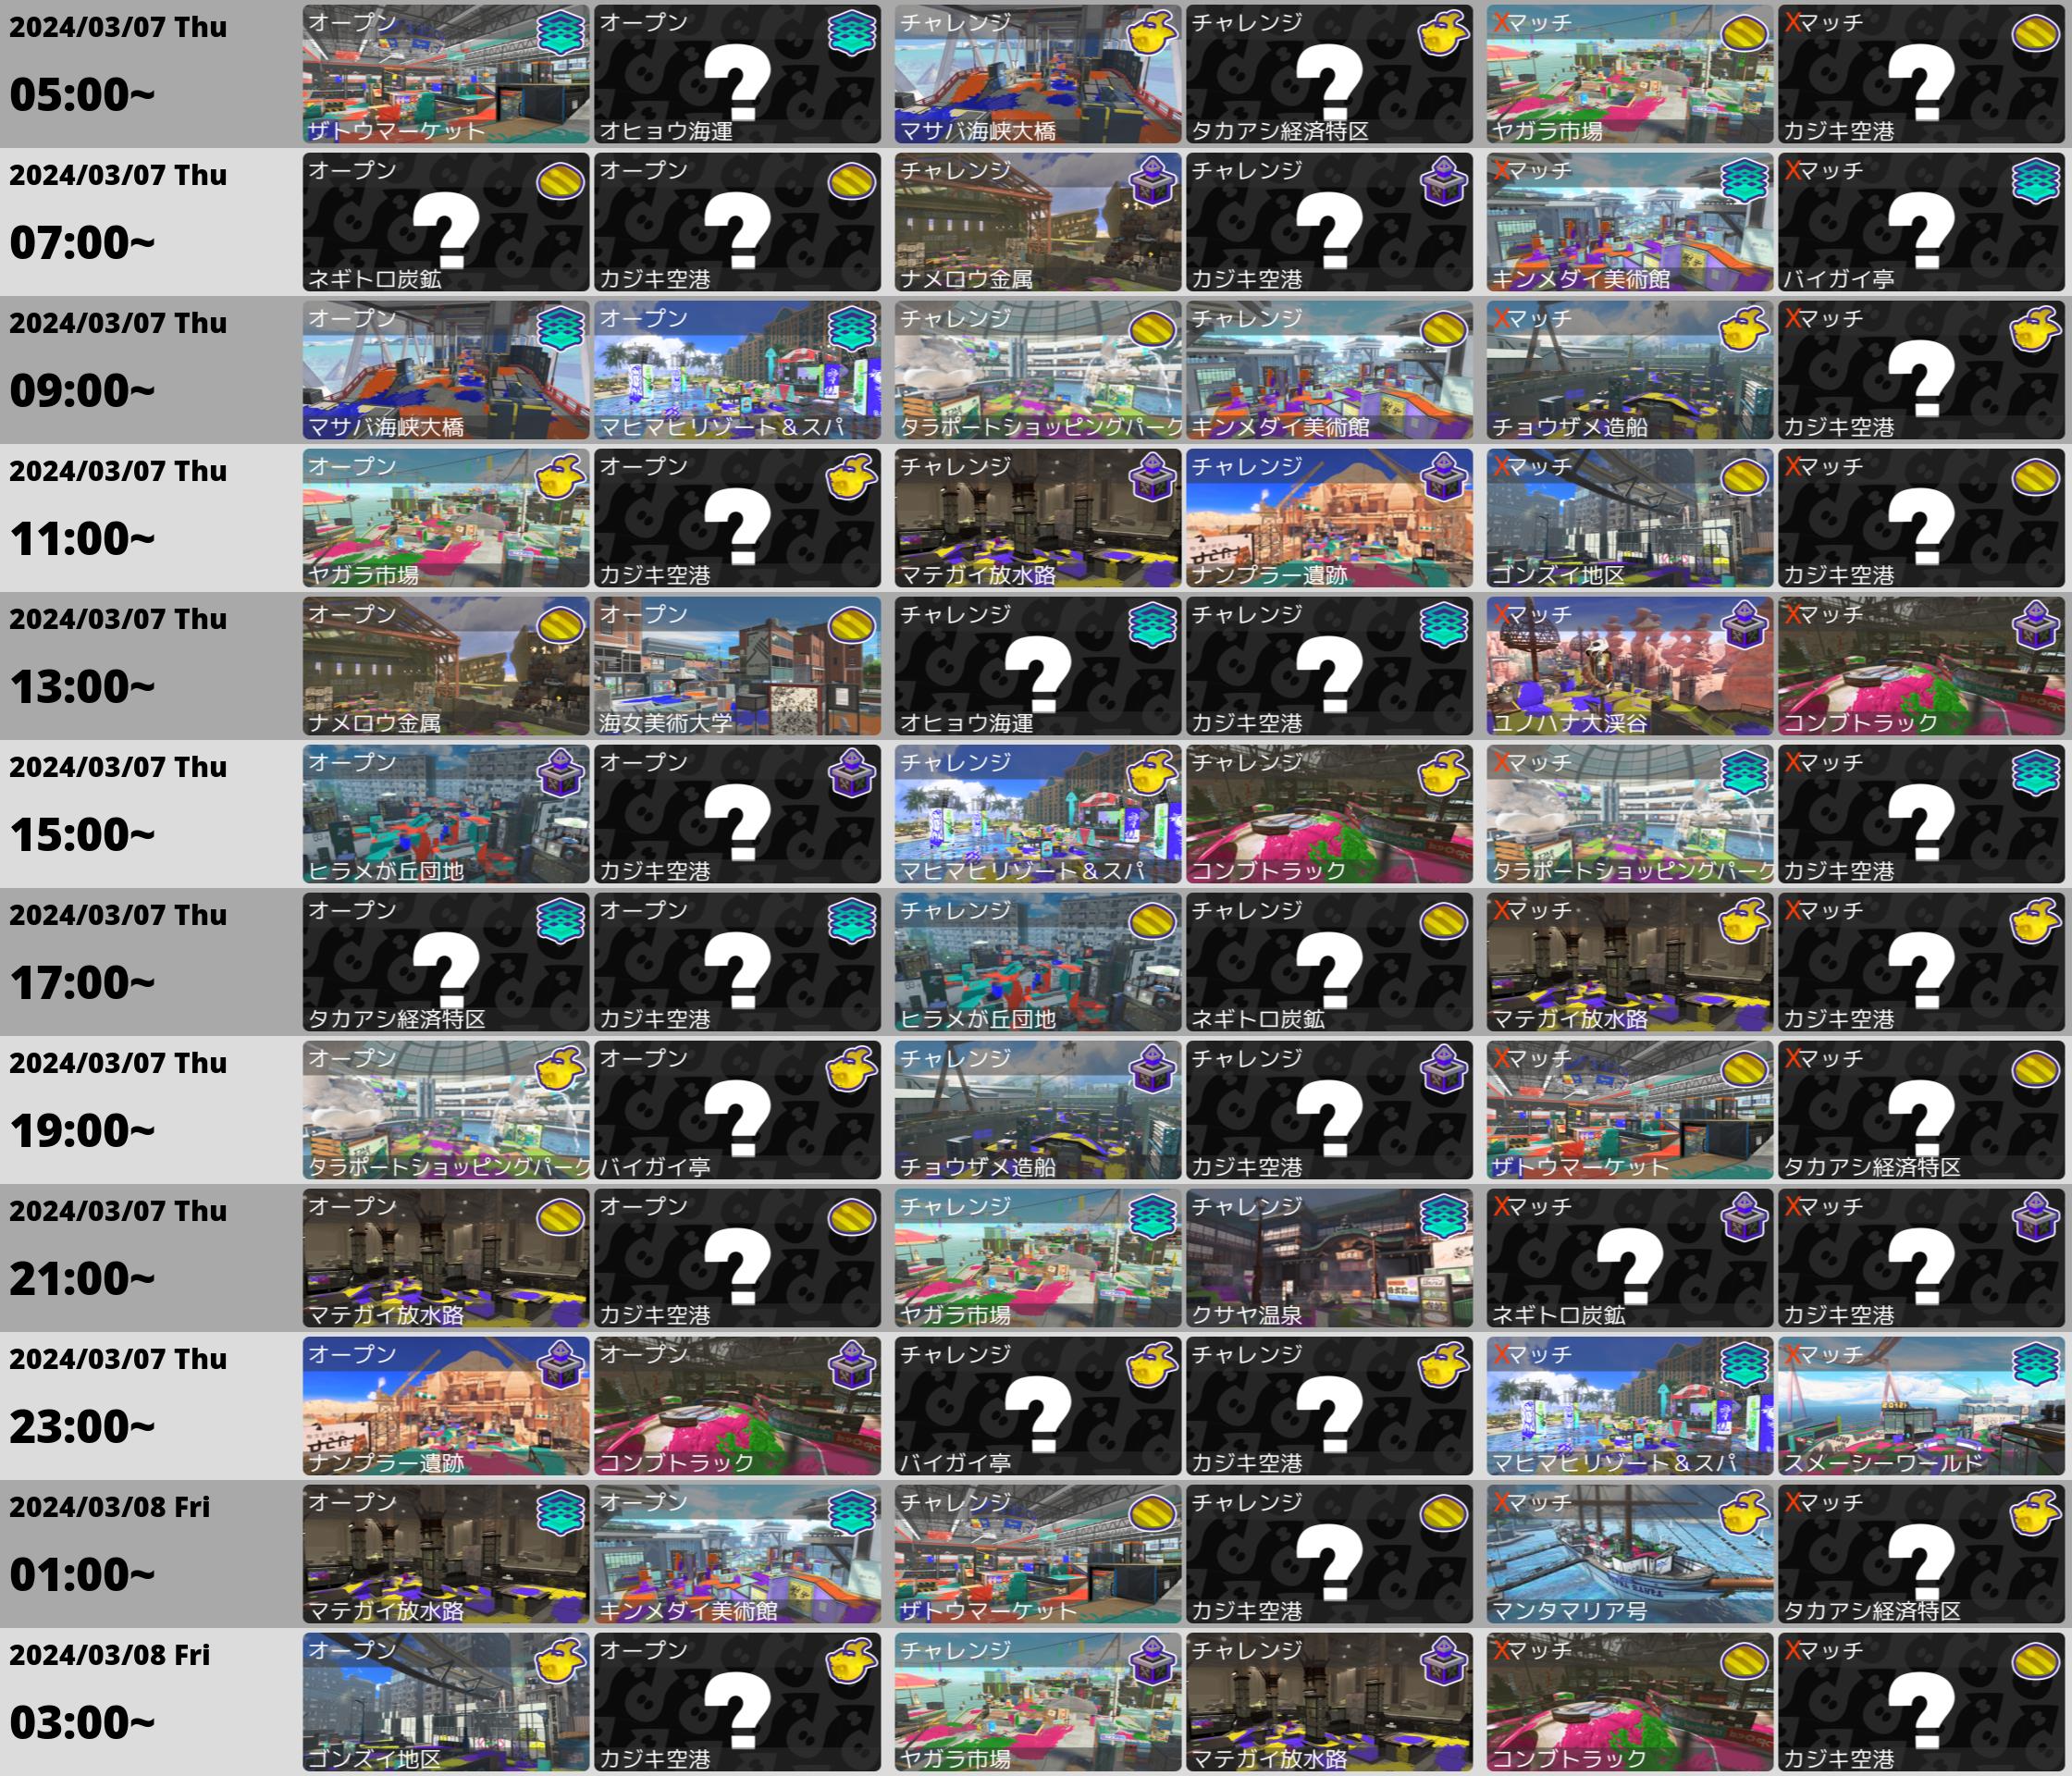 2024/03/07 Thu
05:00~
オープン
ザトウマーケット
オープン
オヒョウ海運
チャレンジ
マサバ海峡大橋
チャレンジ
タカアシ経済特区
Xマッチ
ヤガラ市場
Xマッチ
カジキ空港
2024/03/07 Thu
07:00~
オープン
ネギトロ炭鉱
オープン
カジキ空港
チャレンジ
ナメロウ金属
チャレンジ
カジキ空港
Xマッチ
キンメダイ美術館
Xマッチ
バイガイ亭
2024/03/07 Thu
09:00~
オープン
マサバ海峡大橋
オープン
マヒマヒリゾート＆スパ
チャレンジ
タラポートショッピングパーク
チャレンジ
キンメダイ美術館
Xマッチ
チョウザメ造船
Xマッチ
カジキ空港
2024/03/07 Thu
11:00~
オープン
ヤガラ市場
オープン
カジキ空港
チャレンジ
マテガイ放水路
チャレンジ
ナンプラー遺跡
Xマッチ
ゴンズイ地区
Xマッチ
カジキ空港
2024/03/07 Thu
13:00~
オープン
ナメロウ金属
オープン
海女美術大学
チャレンジ
オヒョウ海運
チャレンジ
カジキ空港
Xマッチ
ユノハナ大渓谷
Xマッチ
コンブトラック
2024/03/07 Thu
15:00~
オープン
ヒラメが丘団地
オープン
カジキ空港
チャレンジ
マヒマヒリゾート＆スパ
チャレンジ
コンブトラック
Xマッチ
タラポートショッピングパーク
Xマッチ
カジキ空港
2024/03/07 Thu
17:00~
オープン
タカアシ経済特区
オープン
カジキ空港
チャレンジ
ヒラメが丘団地
チャレンジ
ネギトロ炭鉱
Xマッチ
マテガイ放水路
Xマッチ
カジキ空港
2024/03/07 Thu
19:00~
オープン
タラポートショッピングパーク
オープン
バイガイ亭
チャレンジ
チョウザメ造船
チャレンジ
カジキ空港
Xマッチ
ザトウマーケット
Xマッチ
タカアシ経済特区
2024/03/07 Thu
21:00~
オープン
マテガイ放水路
オープン
カジキ空港
チャレンジ
ヤガラ市場
チャレンジ
クサヤ温泉
Xマッチ
ネギトロ炭鉱
Xマッチ
カジキ空港
2024/03/07 Thu
23:00~
オープン
ナンプラー遺跡
オープン
コンブトラック
チャレンジ
バイガイ亭
チャレンジ
カジキ空港
Xマッチ
マヒマヒリゾート＆スパ
Xマッチ
スメーシーワールド
2024/03/08 Fri
01:00~
オープン
マテガイ放水路
オープン
キンメダイ美術館
チャレンジ
ザトウマーケット
チャレンジ
カジキ空港
Xマッチ
マンタマリア号
Xマッチ
タカアシ経済特区
2024/03/08 Fri
03:00~
オープン
ゴンズイ地区
オープン
カジキ空港
チャレンジ
ヤガラ市場
チャレンジ
マテガイ放水路
Xマッチ
コンブトラック
Xマッチ
カジキ空港